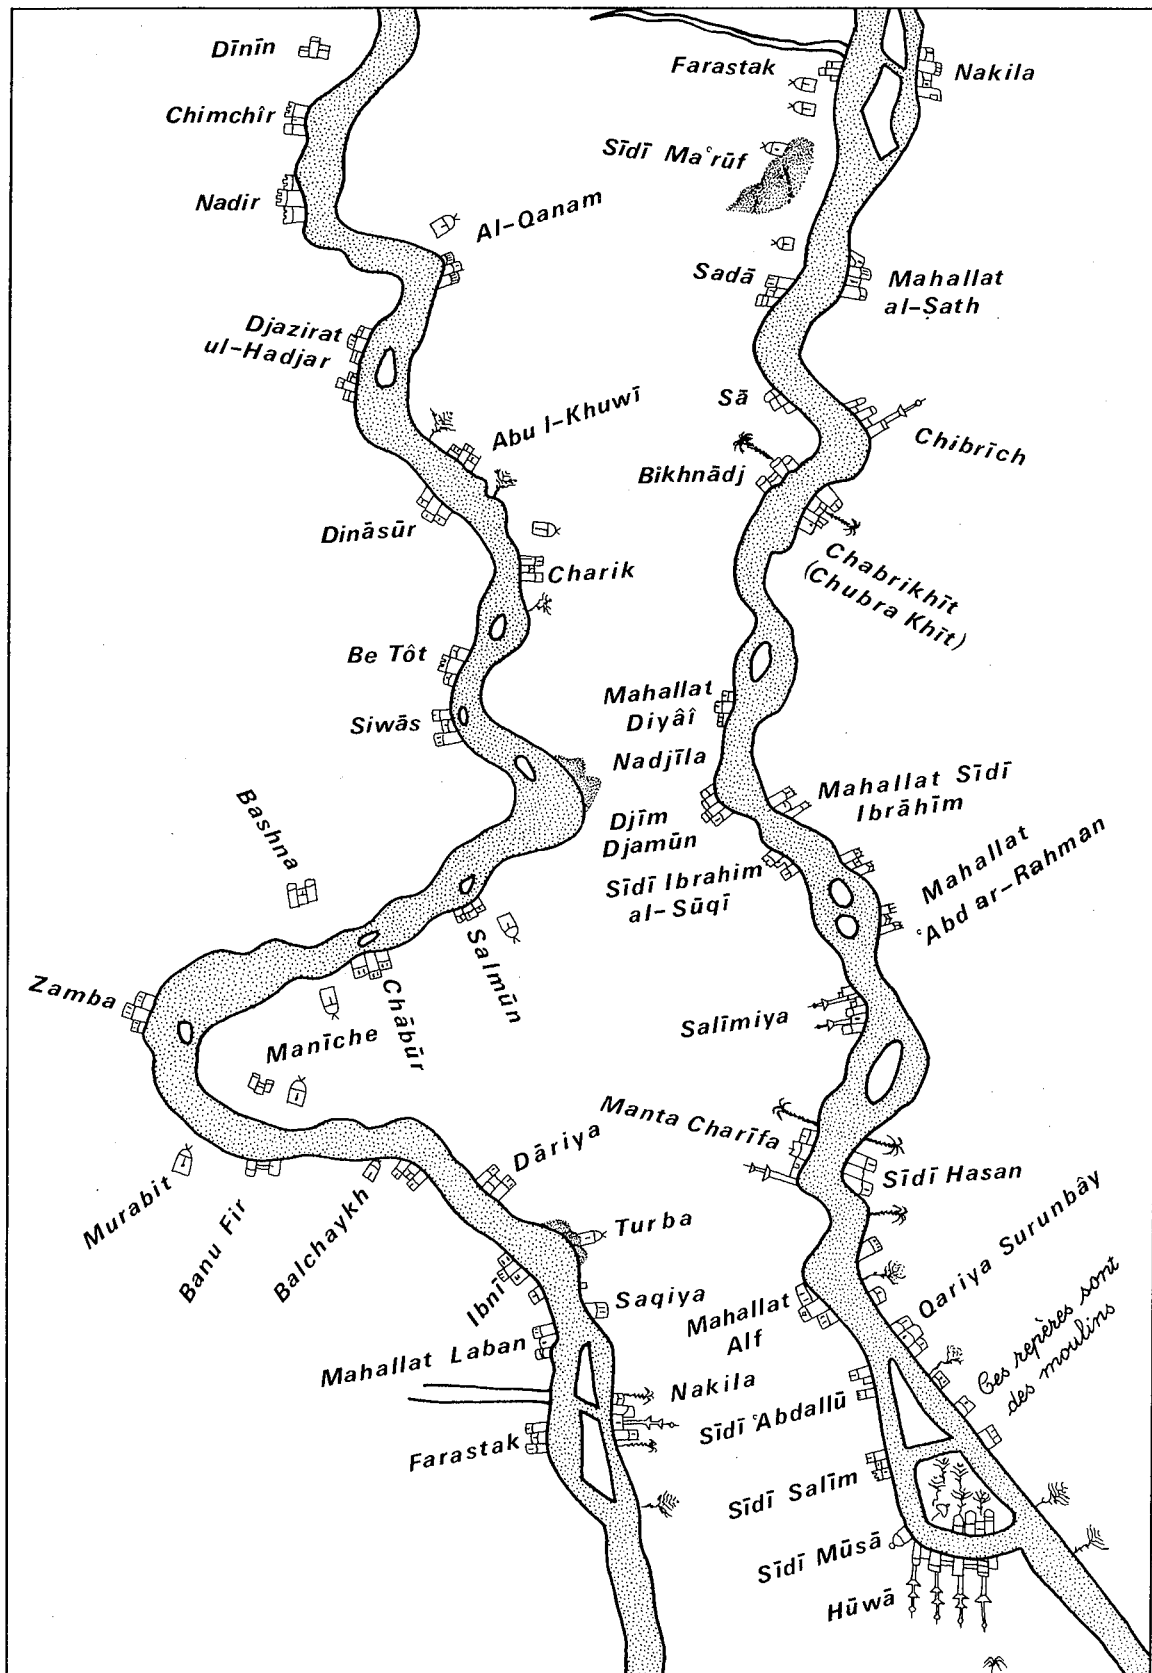 Dīnīn
Chimchîr
Nadir
Al-Qanam
Djazirat
ul-Hadjar
Abu l-Khuwī
Dināsūr
Charik
Be Tôt
Siwās
Bashna
Salmūn
Chābūr
Zamba
Manīche
Murabit
Banu Fir
Balchaykh
Dāriya
Turba
Ibnī
Saqiya
Mahallat Laban
Nakila
Farastak
Farastak
Nakila
Sīdī Maʿrūf
Sadā
Mahallat
al-Ṣath
Sā
Chibrīch
Bikhnādj
Chabrikhīt
(Chubra Khīt)
Mahallat
Diyâî
Nadjīla
Mahallat Sīdī
Ibrāhīm
Djīm
Djamūn
Sīdī Ibrahim
al-Sūqī
Mahallat
ʿAbd ar-Rahman
Salīmiya
Manta Charīfa
Sīdī Hasan
Qariya Surunbây
Mahallat
Alf
Ces repères sont
des moulins
Sīdī ʿAbdallū
Sīdī Salīm
Sīdī Mūsā
Hūwā